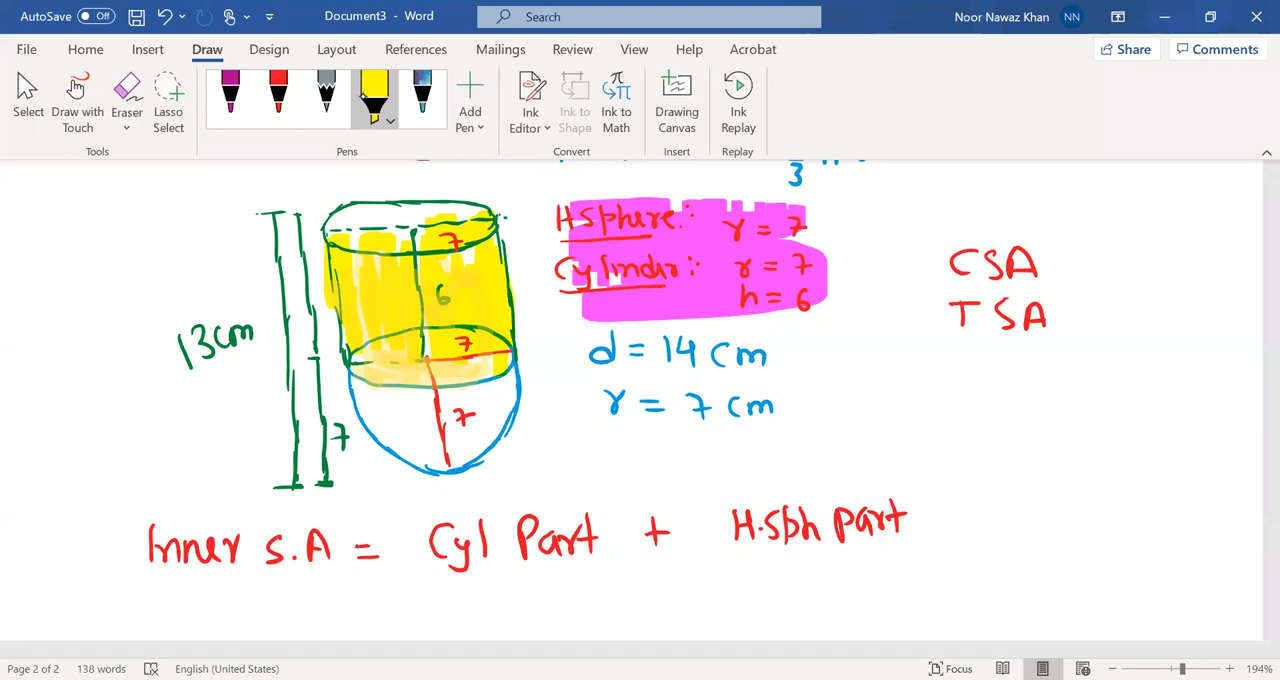 AutoSave Off Document3 - Word Search Noor Nawaz Khan NN
File Home Insert Draw Design Layout References Mailings Review View Help Acrobat Share Comments
Select Draw with Touch Eraser Lasso Select Add Pen Ink Editor Ink to Shape Ink to Math Drawing Canvas Ink Replay
Tools Pens Convert Insert Replay
3
7
6
7
7
13cm
7
HSphere: r = 7
Cylinder: r = 7
h = 6
d = 14 cm
r = 7 cm
CSA
TSA
Inner S.A = Cyl Part + H.Sph part
Page 2 of 2 138 words English (United States) Focus 194%